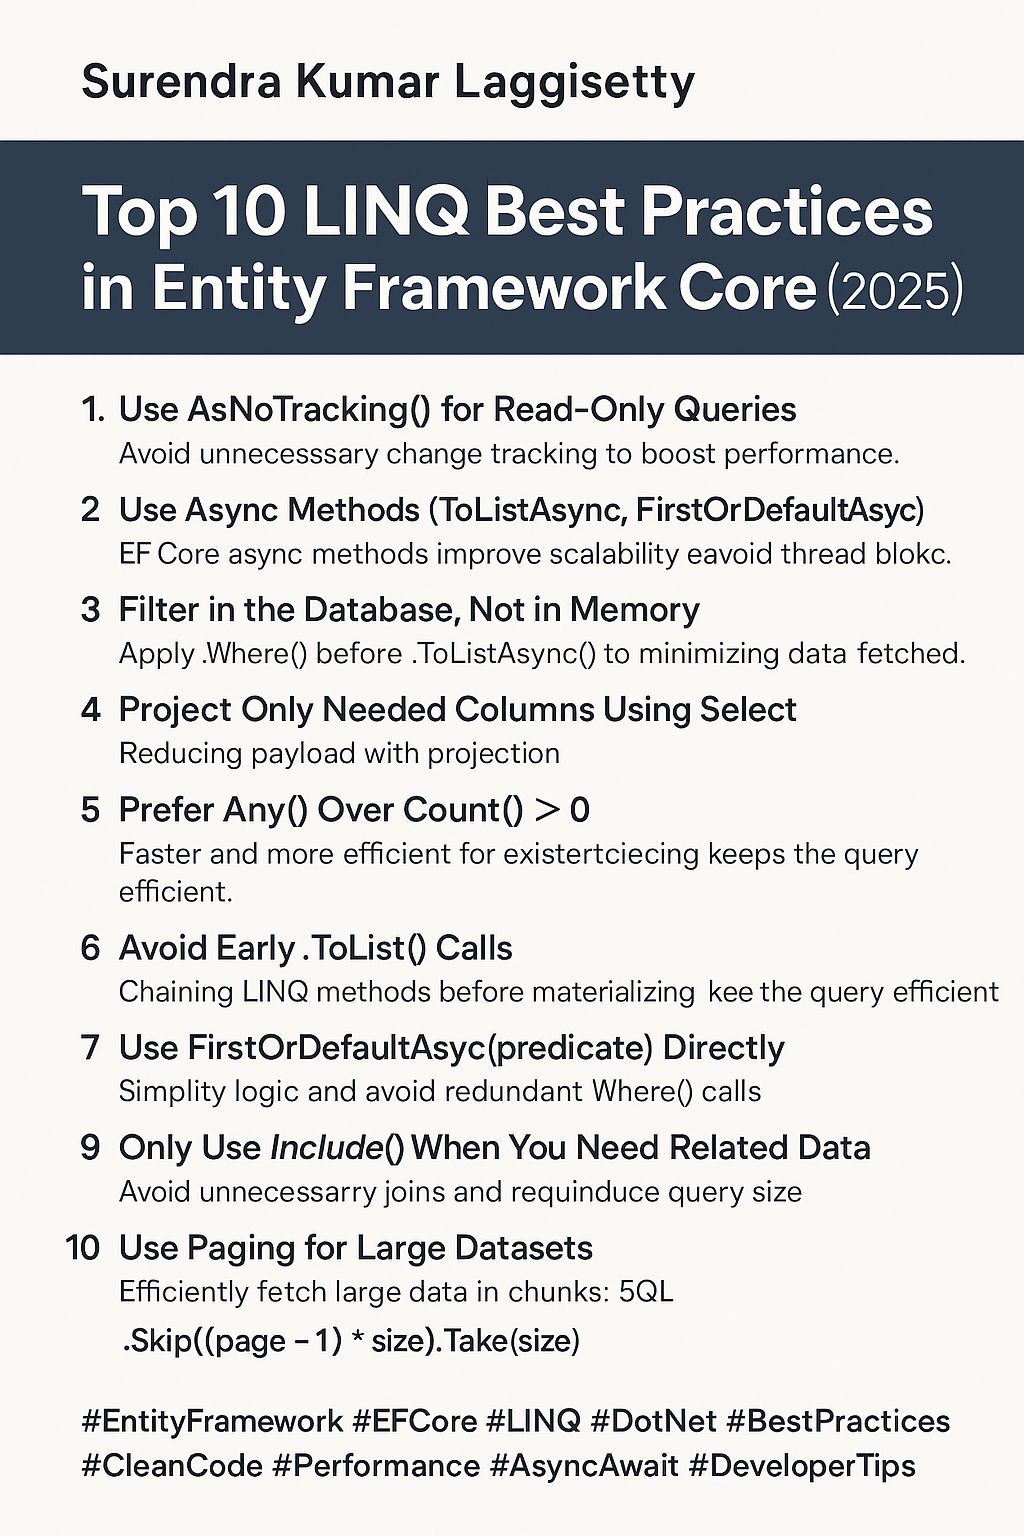 Surendra Kumar Laggisetty
Top 10 LINQ Best Practices
in Entity Framework Core (2025)
1. Use AsNoTracking() for Read-Only Queries
Avoid unnecesssary change tracking to boost performance.
2 Use Async Methods (ToListAsync, FirstOrDefaultAsyc)
EF Core async methods improve scalability eavoid thread blokc.
3 Filter in the Database, Not in Memory
Apply .Where() before .ToListAsync() to minimizing data fetched.
4 Project Only Needed Columns Using Select
Reducing payload with projection
5 Prefer Any() Over Count() > 0
Faster and more efficient for existertciecing keeps the query
efficient.
6 Avoid Early .ToList() Calls
Chaining LINQ methods before materializing kee the query efficient
7 Use FirstOrDefaultAsyc(predicate) Directly
Simplity logic and avoid redundant Where() calls
9 Only Use Include() When You Need Related Data
Avoid unnecessarry joins and requinduce query size
10 Use Paging for Large Datasets
Efficiently fetch large data in chunks: 5QL
.Skip((page - 1) * size).Take(size)
#EntityFramework #EFCore #LINQ #DotNet #BestPractices
#CleanCode #Performance #AsyncAwait #DeveloperTips